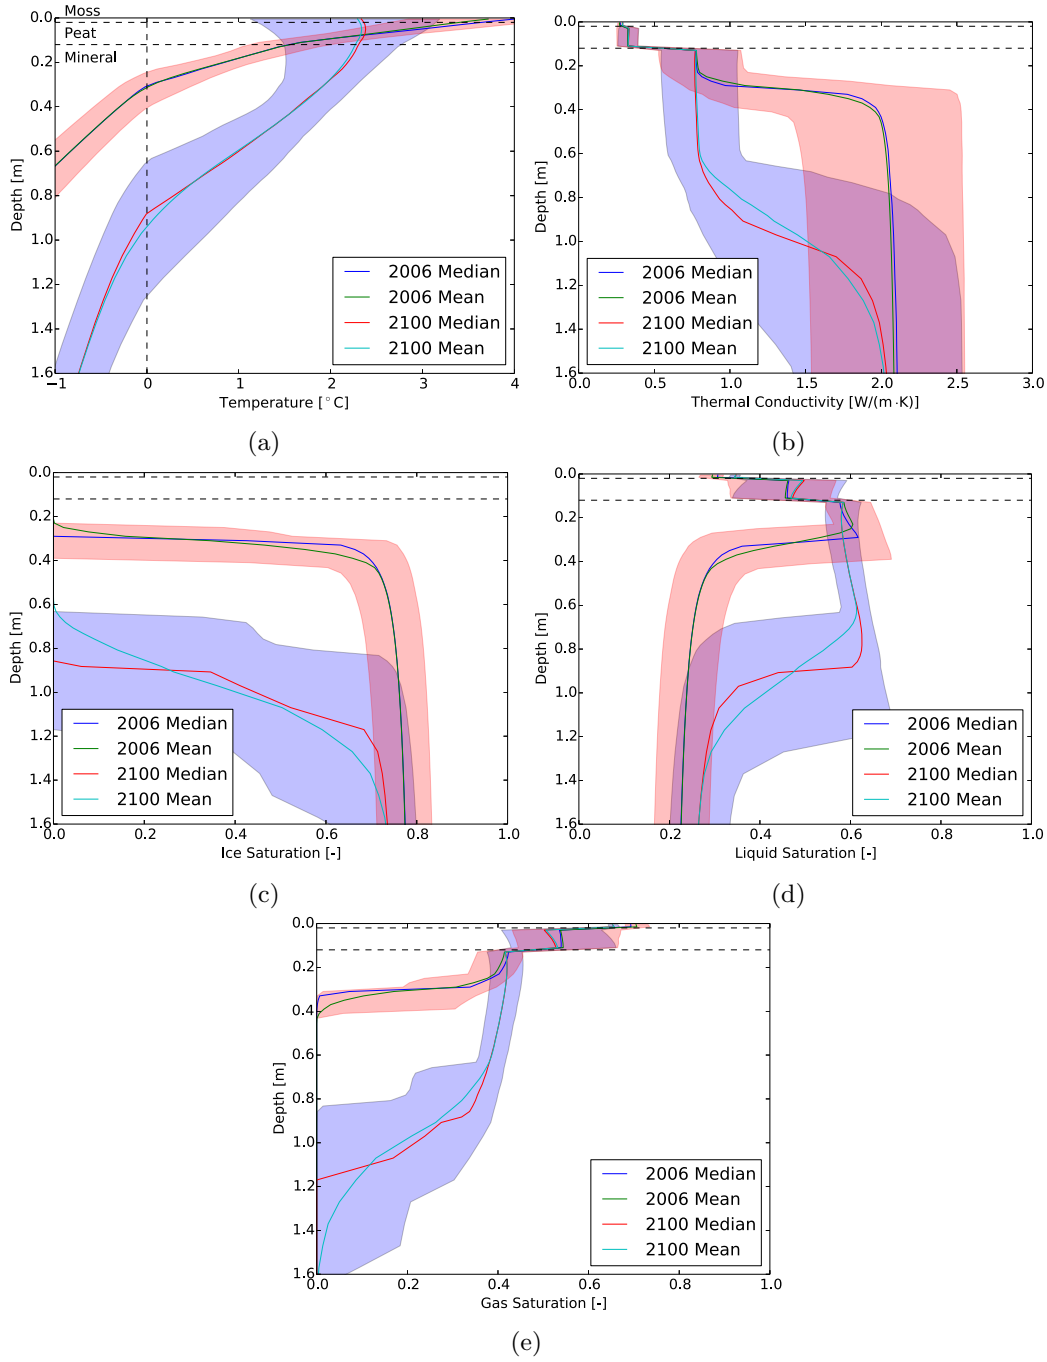 0.0
0.2
0.4
0.6
0.8
1.0
1.2
1.4
1.6
Depth [m]
Moss
Peat
Mineral
2006 Median
2006 Mean
2100 Median
2100 Mean
−1 0 1 2 3 4
Temperature [°C]
(a)
0.0
0.2
0.4
0.6
0.8
1.0
1.2
1.4
1.6
Depth [m]
2006 Median
2006 Mean
2100 Median
2100 Mean
0.0 0.5 1.0 1.5 2.0 2.5 3.0
Thermal Conductivity [W/(m·K)]
(b)
0.0
0.2
0.4
0.6
0.8
1.0
1.2
1.4
1.6
Depth [m]
2006 Median
2006 Mean
2100 Median
2100 Mean
0.0 0.2 0.4 0.6 0.8 1.0
Ice Saturation [-]
(c)
0.0
0.2
0.4
0.6
0.8
1.0
1.2
1.4
1.6
Depth [m]
2006 Median
2006 Mean
2100 Median
2100 Mean
0.0 0.2 0.4 0.6 0.8 1.0
Liquid Saturation [-]
(d)
0.0
0.2
0.4
0.6
0.8
1.0
1.2
1.4
1.6
Depth [m]
2006 Median
2006 Mean
2100 Median
2100 Mean
0.0 0.2 0.4 0.6 0.8 1.0
Gas Saturation [-]
(e)